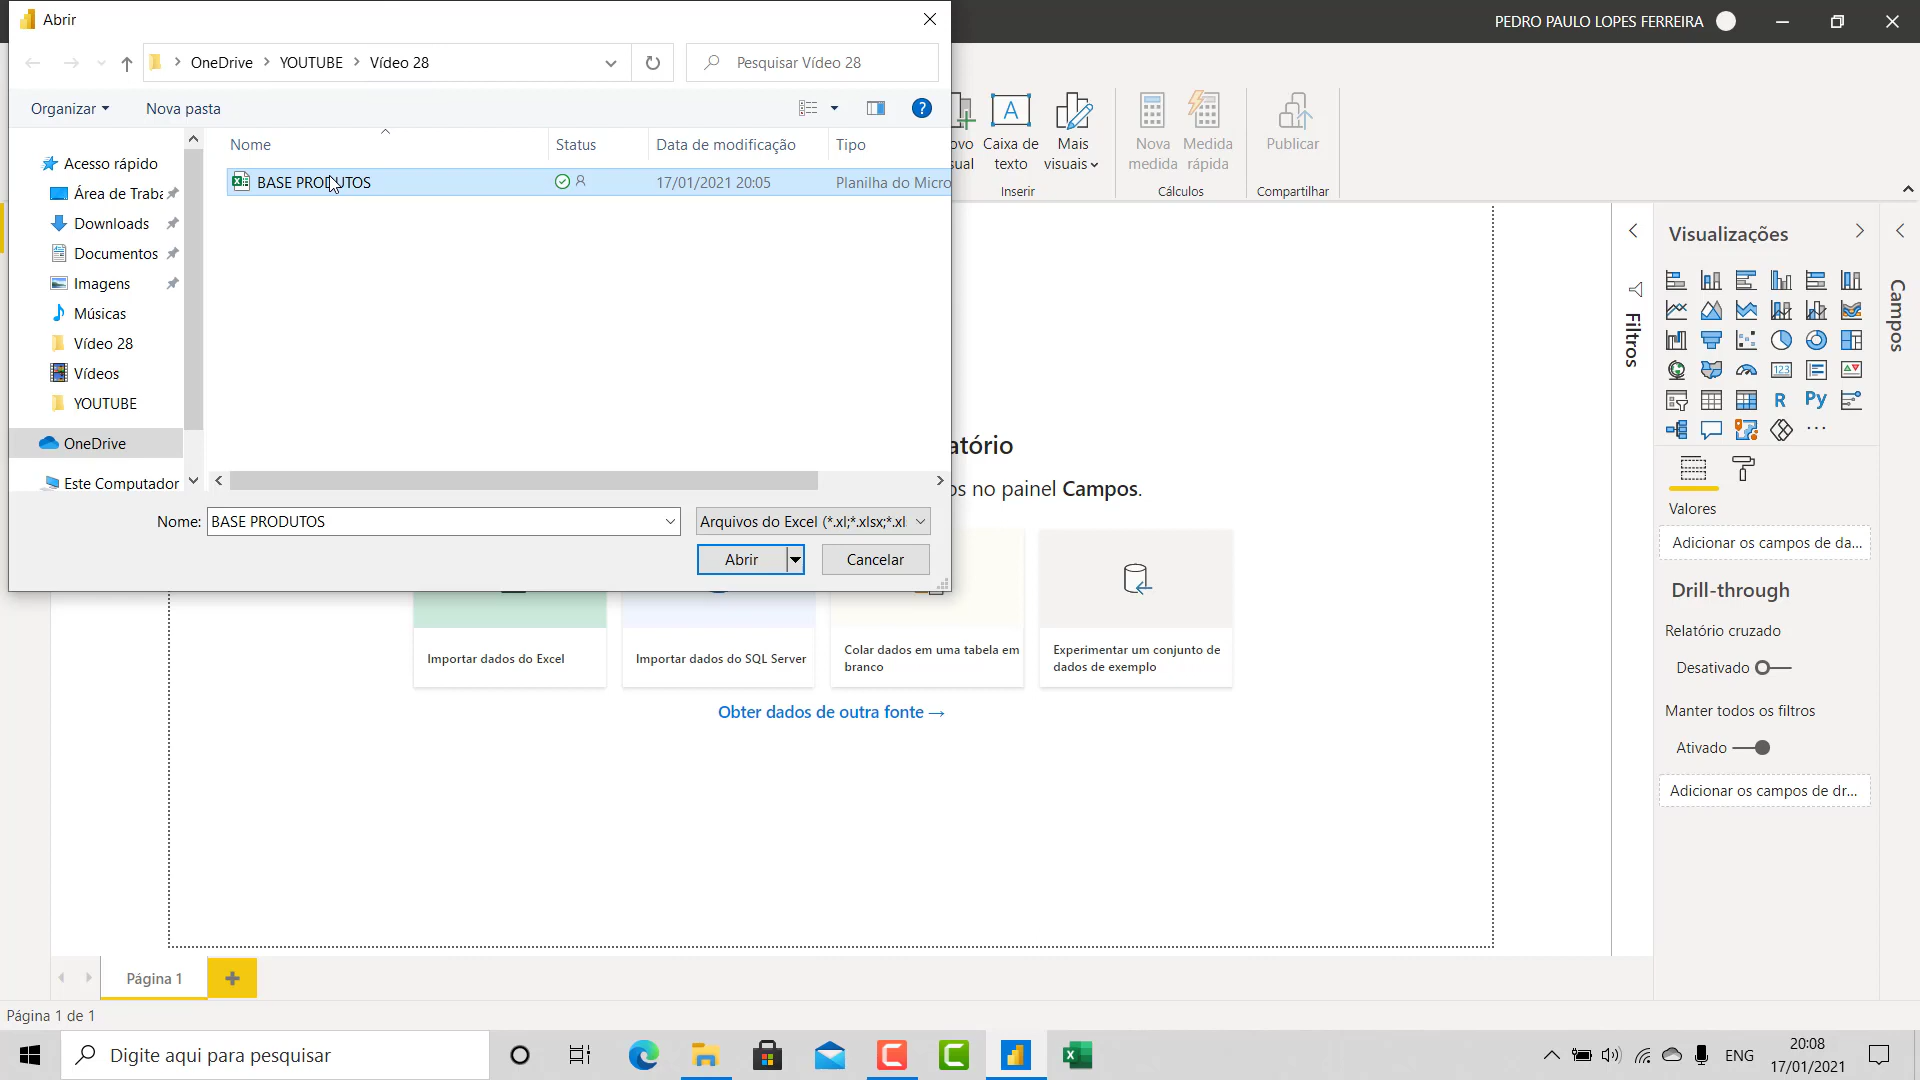 Abrir
PEDRO PAULO LOPES FERREIRA
OneDrive
YOUTUBE
Vídeo 28
Pesquisar Vídeo 28
Organizar
Nova pasta
Nome
Status
Data de modificação
Tipo
BASE PRODUTOS
17/01/2021 20:05
Planilha do Micro
Acesso rápido
Área de Traba
Downloads
Documentos
Imagens
Músicas
Vídeo 28
Vídeos
YOUTUBE
OneDrive
Este Computador
Nome:
BASE PRODUTOS
Arquivos do Excel (*.xl;*.xlsx;*.xl
Abrir
Cancelar
ovo
sual
A
Caixa de
texto
Mais
visuais
Inserir
Nova
medida
Medida
rápida
Cálculos
Publicar
Compartilhar
atório
os no painel Campos.
Importar dados do Excel
Importar dados do SQL Server
Colar dados em uma tabela em
branco
Experimentar um conjunto de
dados de exemplo
Obter dados de outra fonte →
Filtros
Visualizações
123
R
Py
Valores
Adicionar os campos de da...
Drill-through
Relatório cruzado
Desativado
Manter todos os filtros
Ativado
Adicionar os campos de dr...
Campos
Página 1
Página 1 de 1
Digite aqui para pesquisar
ENG
20:08
17/01/2021